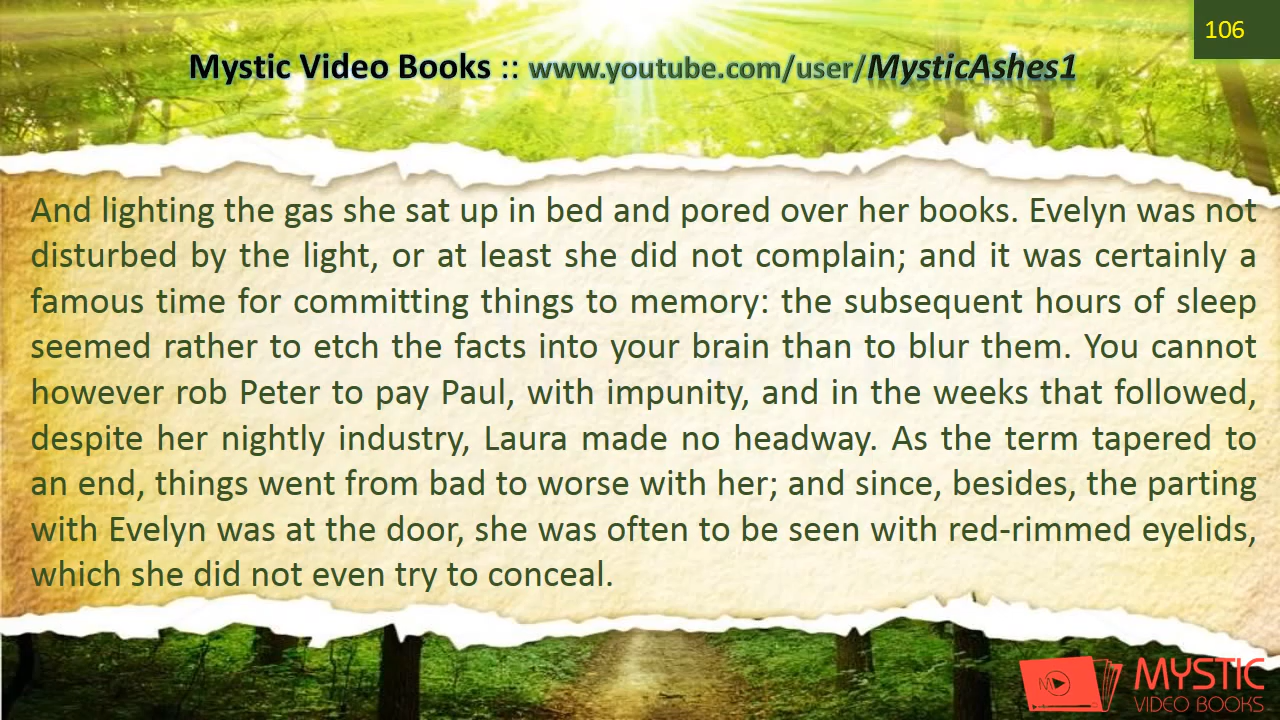 106
Mystic Video Books :: www.youtube.com/user/MysticAshes1
And lighting the gas she sat up in bed and pored over her books. Evelyn was not
disturbed by the light, or at least she did not complain; and it was certainly a
famous time for committing things to memory: the subsequent hours of sleep
seemed rather to etch the facts into your brain than to blur them. You cannot
however rob Peter to pay Paul, with impunity, and in the weeks that followed,
despite her nightly industry, Laura made no headway. As the term tapered to
an end, things went from bad to worse with her; and since, besides, the parting
with Evelyn was at the door, she was often to be seen with red-rimmed eyelids,
which she did not even try to conceal.
MYSTIC
VIDEO BOOKS